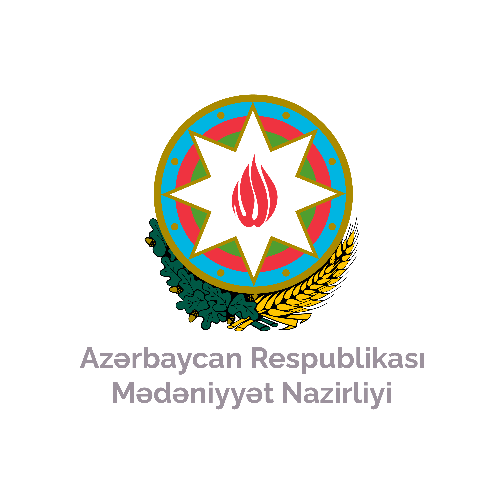 Azərbaycan Respublikası
Mədəniyyət Nazirliyi